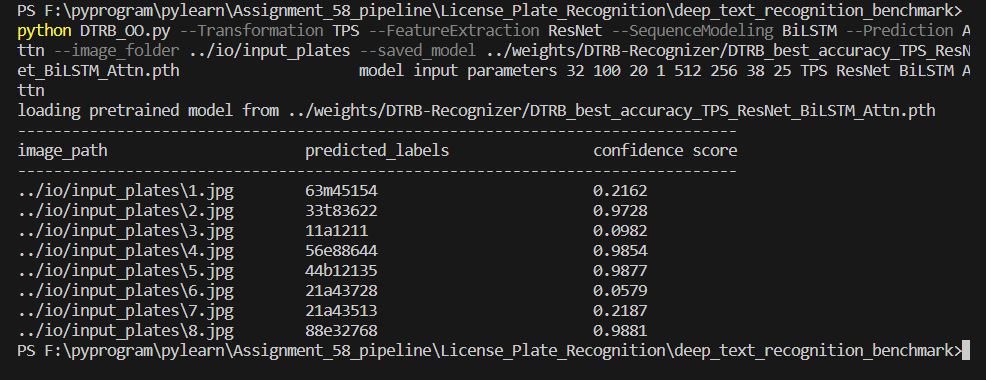 PS F:\pyprogram\pylearn\Assignment_58_pipeline\License_Plate_Recognition\deep_text_recognition_benchmark>
python DTRB_OO.py --Transformation TPS --FeatureExtraction ResNet --SequenceModeling BiLSTM --Prediction A
ttn --image_folder ../io/input_plates --saved_model ../weights/DTRB-Recognizer/DTRB_best_accuracy_TPS_ResN
et_BiLSTM_Attn.pth model input parameters 32 100 20 1 512 256 38 25 TPS ResNet BiLSTM A
ttn
loading pretrained model from ../weights/DTRB-Recognizer/DTRB_best_accuracy_TPS_ResNet_BiLSTM_Attn.pth
--------------------------------------------------------------------------------
image_path predicted_labels confidence score
--------------------------------------------------------------------------------
../io/input_plates\1.jpg 63m45154 0.2162
../io/input_plates\2.jpg 33t83622 0.9728
../io/input_plates\3.jpg 11a1211 0.0982
../io/input_plates\4.jpg 56e88644 0.9854
../io/input_plates\5.jpg 44b12135 0.9877
../io/input_plates\6.jpg 21a43728 0.0579
../io/input_plates\7.jpg 21a43513 0.2187
../io/input_plates\8.jpg 88e32768 0.9881
PS F:\pyprogram\pylearn\Assignment_58_pipeline\License_Plate_Recognition\deep_text_recognition_benchmark>